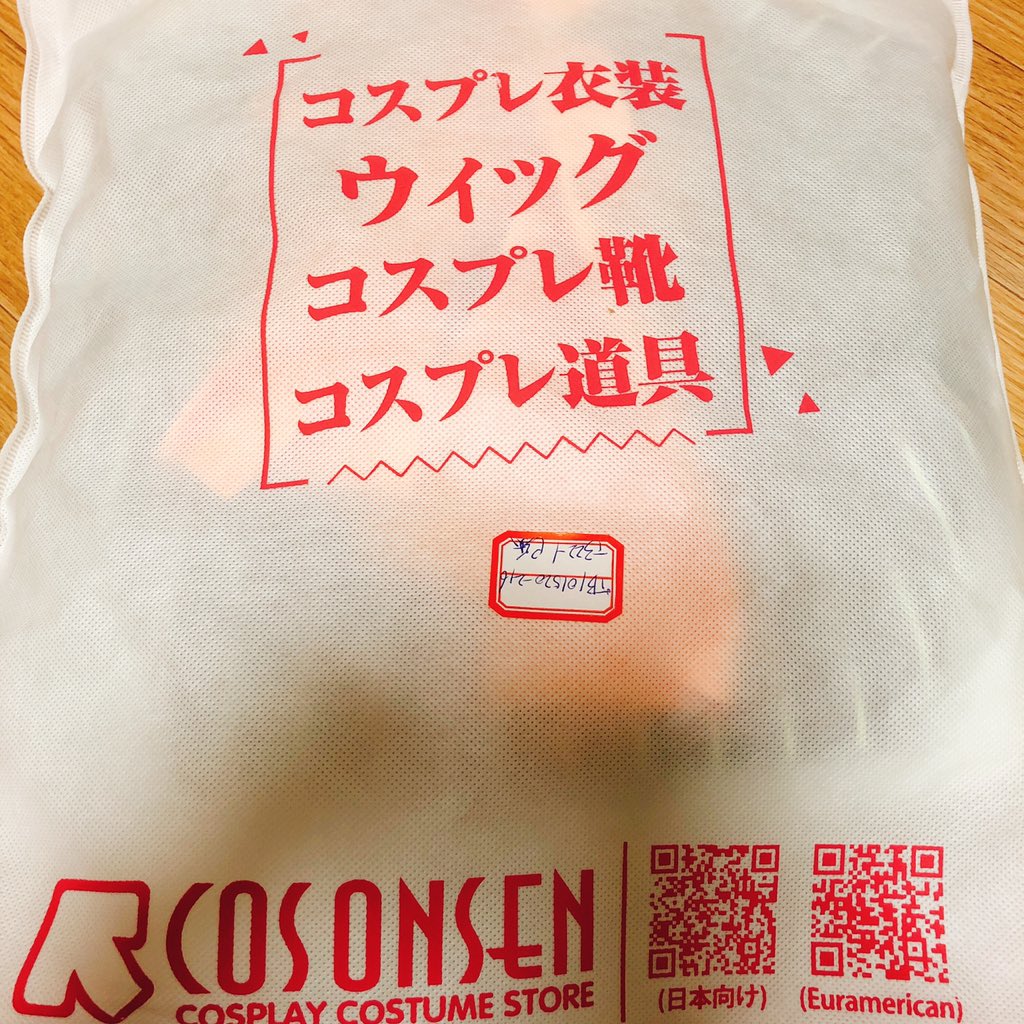 コスプレ衣装
ウィッグ
コスプレ靴
コスプレ道具
COSONSEN
COSPLAY COSTUME STORE
(日本向け)
(Euramerican)